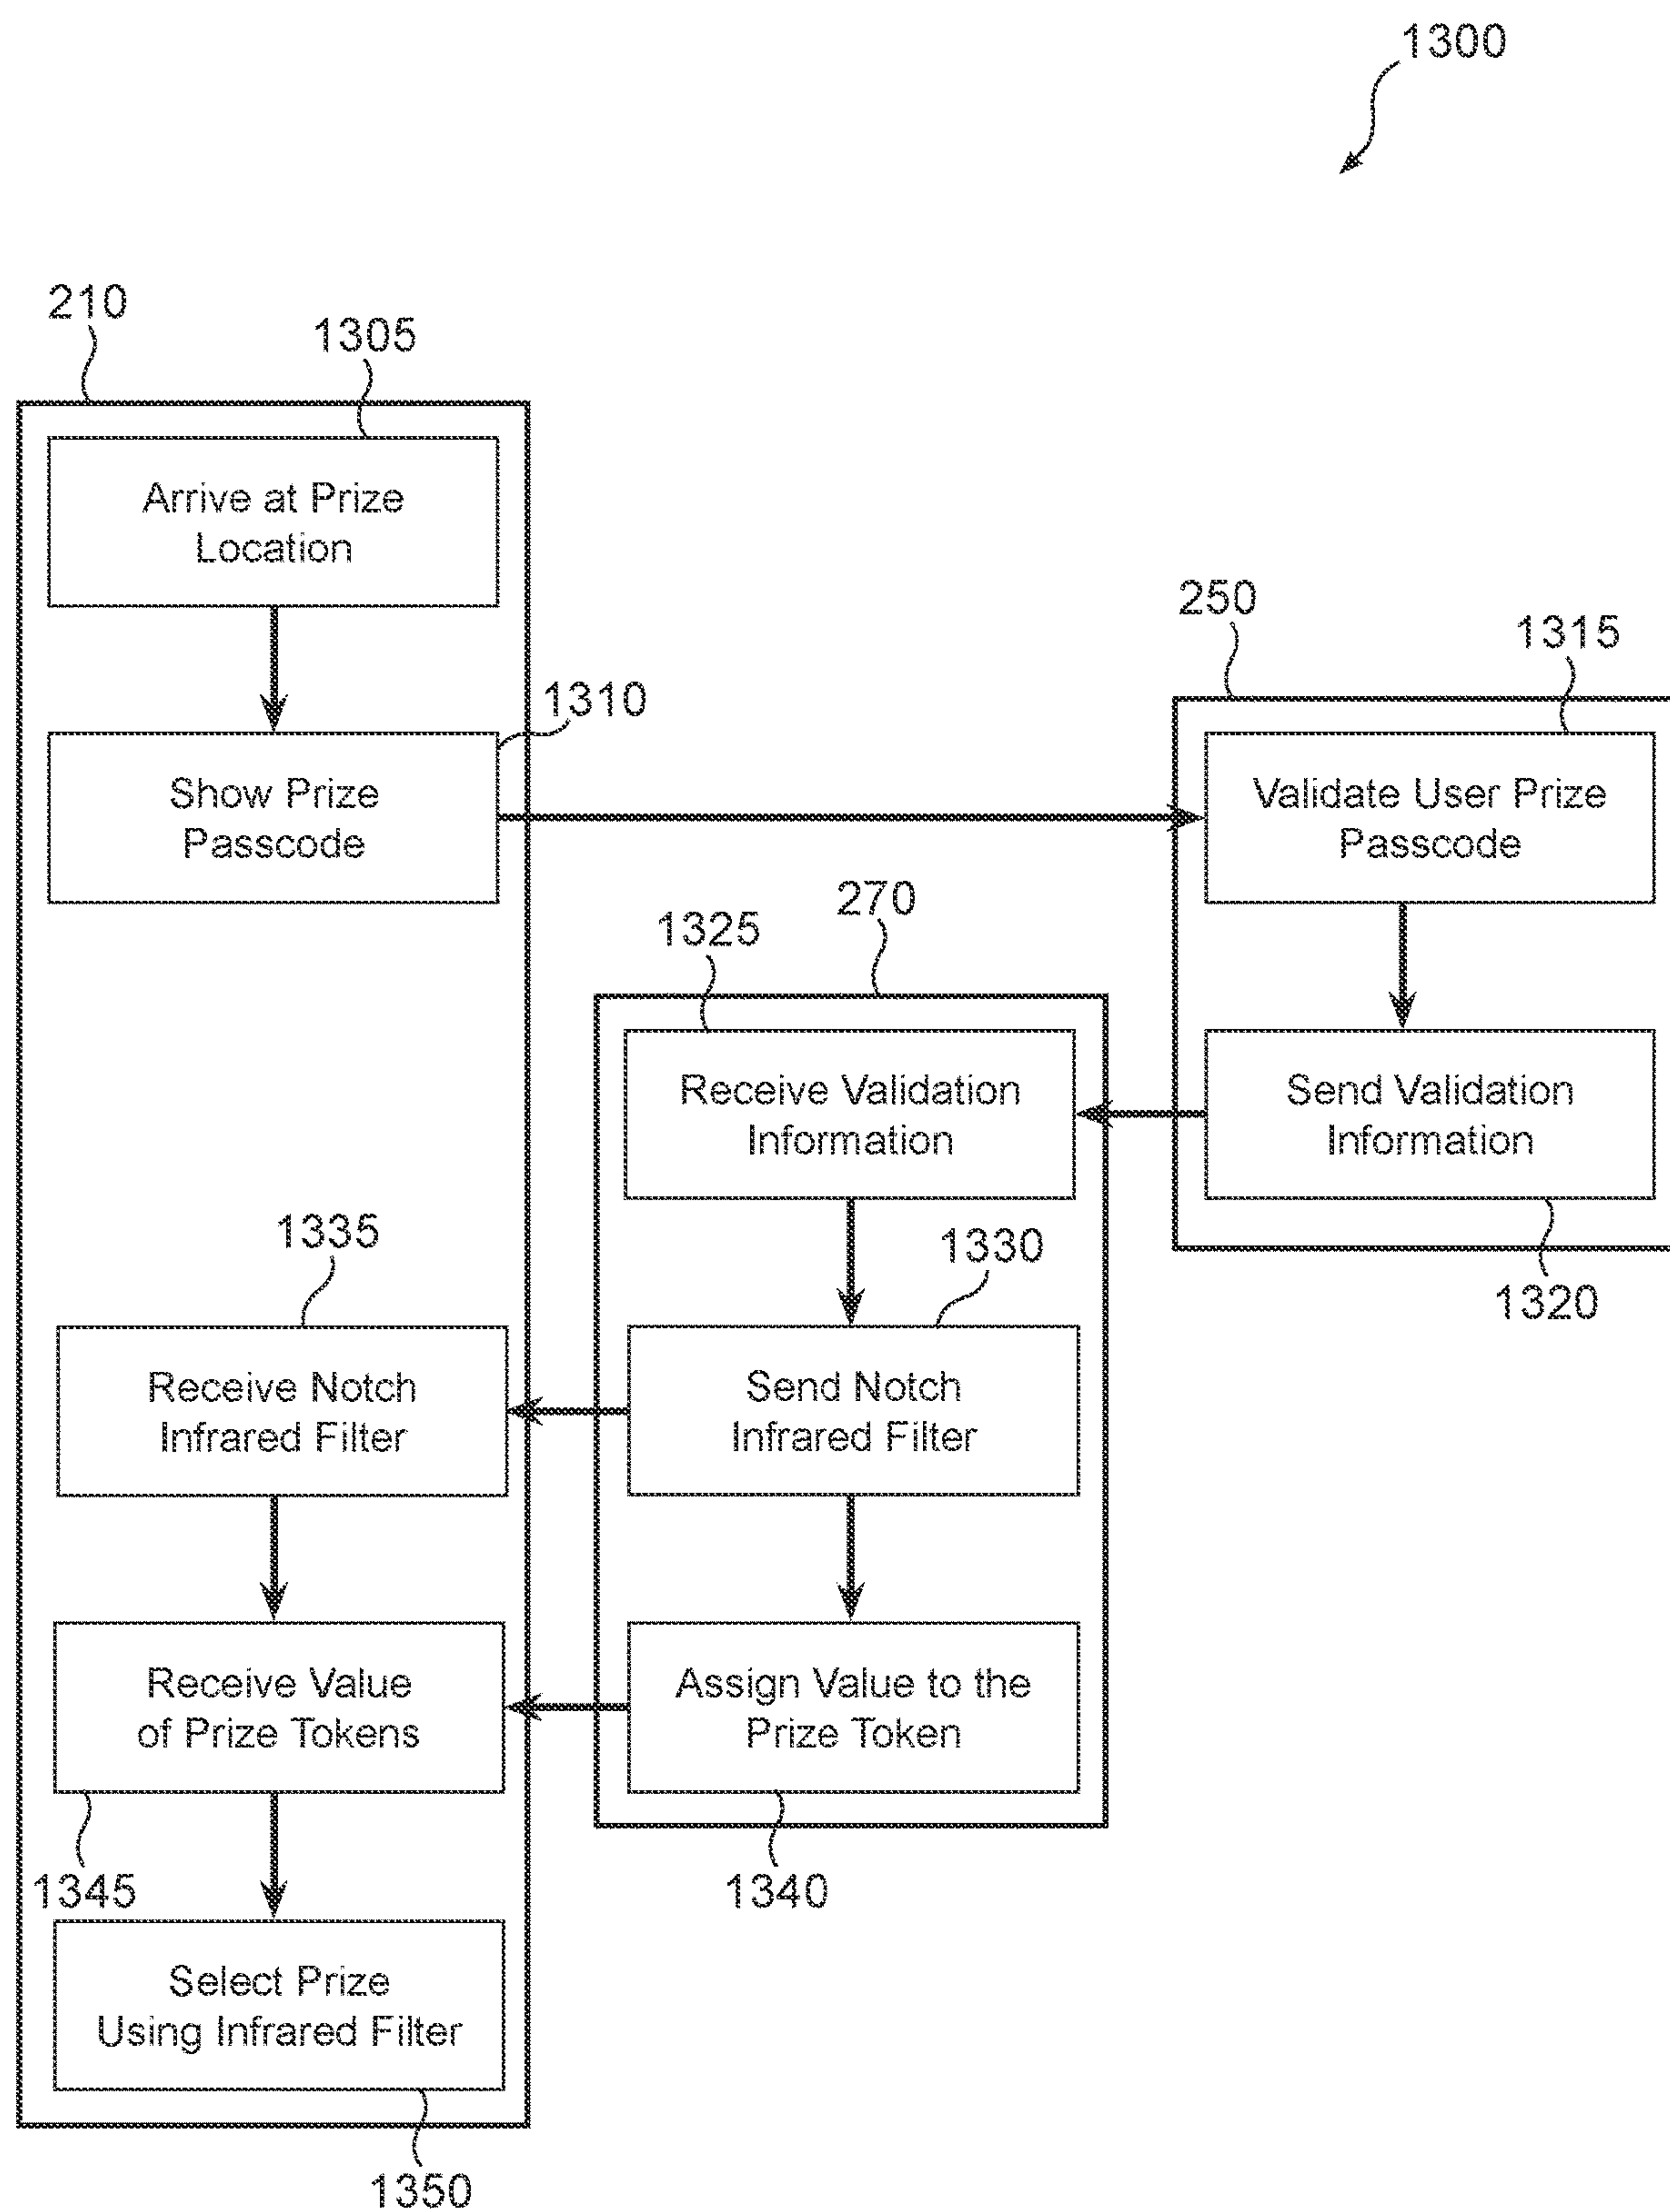 1300
210
1305
Arrive at Prize
Location
250
1315
1310
Show Prize
Passcode
Validate User Prize
Passcode
270
1325
Receive Validation
Information
Send Validation
Information
1335
1330
1320
Receive Notch
Infrared Filter
Send Notch
Infrared Filter
Receive Value
of Prize Tokens
Assign Value to the
Prize Token
1345
1340
Select Prize
Using Infrared Filter
1350